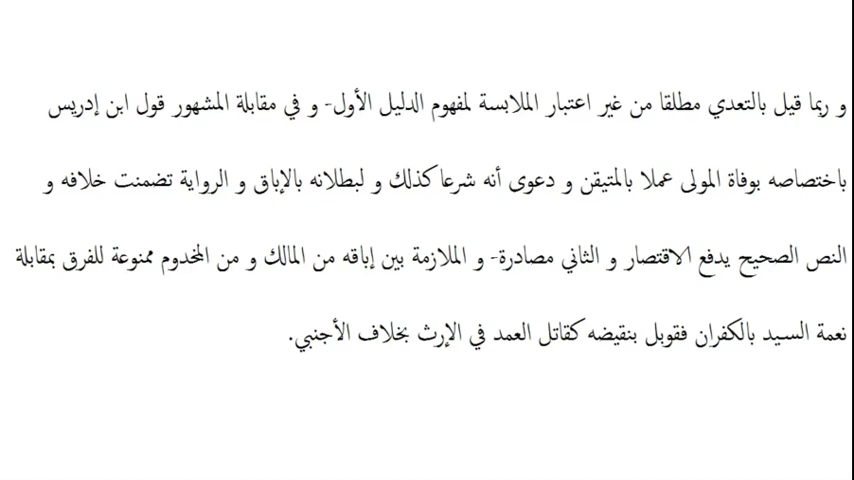 و ربما قيل بالتعدي مطلقا من غير اعتبار الملابسة لمفهوم الدليل الأول- و في مقابلة المشهور قول ابن إدريس
باختصاصه بوفاة المولى عملا بالمتيقن و دعوى أنه شرعا كذلك و لبطلانه بالإباق و الرواية تضمنت خلافه و
النص الصحيح يدفع الاقتصار و الثاني مصادرة- و الملازمة بين إباقه من المالك و من المخدوم ممنوعة للفرق بمقابلة
نعمة السيد بالكفران فقوبل بنقيضه كقاتل العمد في الإرث بخلاف الأجنبي.